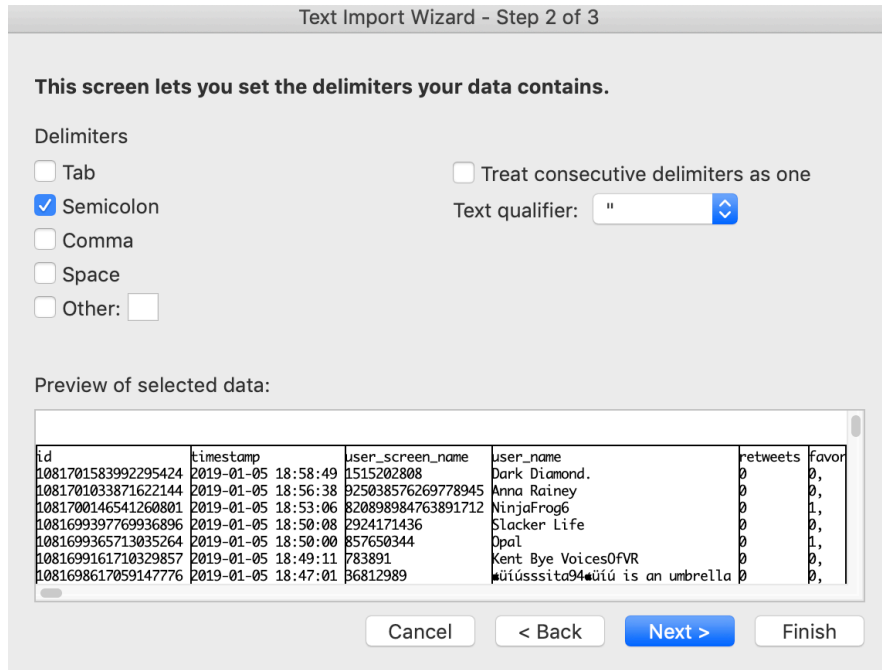 Text Import Wizard - Step 2 of 3
This screen lets you set the delimiters your data contains.
Delimiters
Tab
Treat consecutive delimiters as one
Semicolon
Text qualifier: "
Comma
Space
Other:
Preview of selected data:
id timestamp user_screen_name user_name retweets favor
1081701583992295424 2019-01-05 18:58:49 1515202808 Dark Diamond. 0 0,
1081701033871622144 2019-01-05 18:56:38 925038576269778945 Anna Rainey 0 0,
1081700146541260801 2019-01-05 18:53:06 820898984763891712 NinjaFrog6 0 1,
1081699397769936896 2019-01-05 18:50:08 2924171436 Slacker Life 0 0,
1081699365713035264 2019-01-05 18:50:00 857650344 Opal 0 1,
1081699161710329857 2019-01-05 18:49:11 783891 Kent Bye VoicesOfVR 0 0,
1081698617059147776 2019-01-05 18:47:01 36812989 is an umbrella 0 0,
Cancel < Back Next > Finish